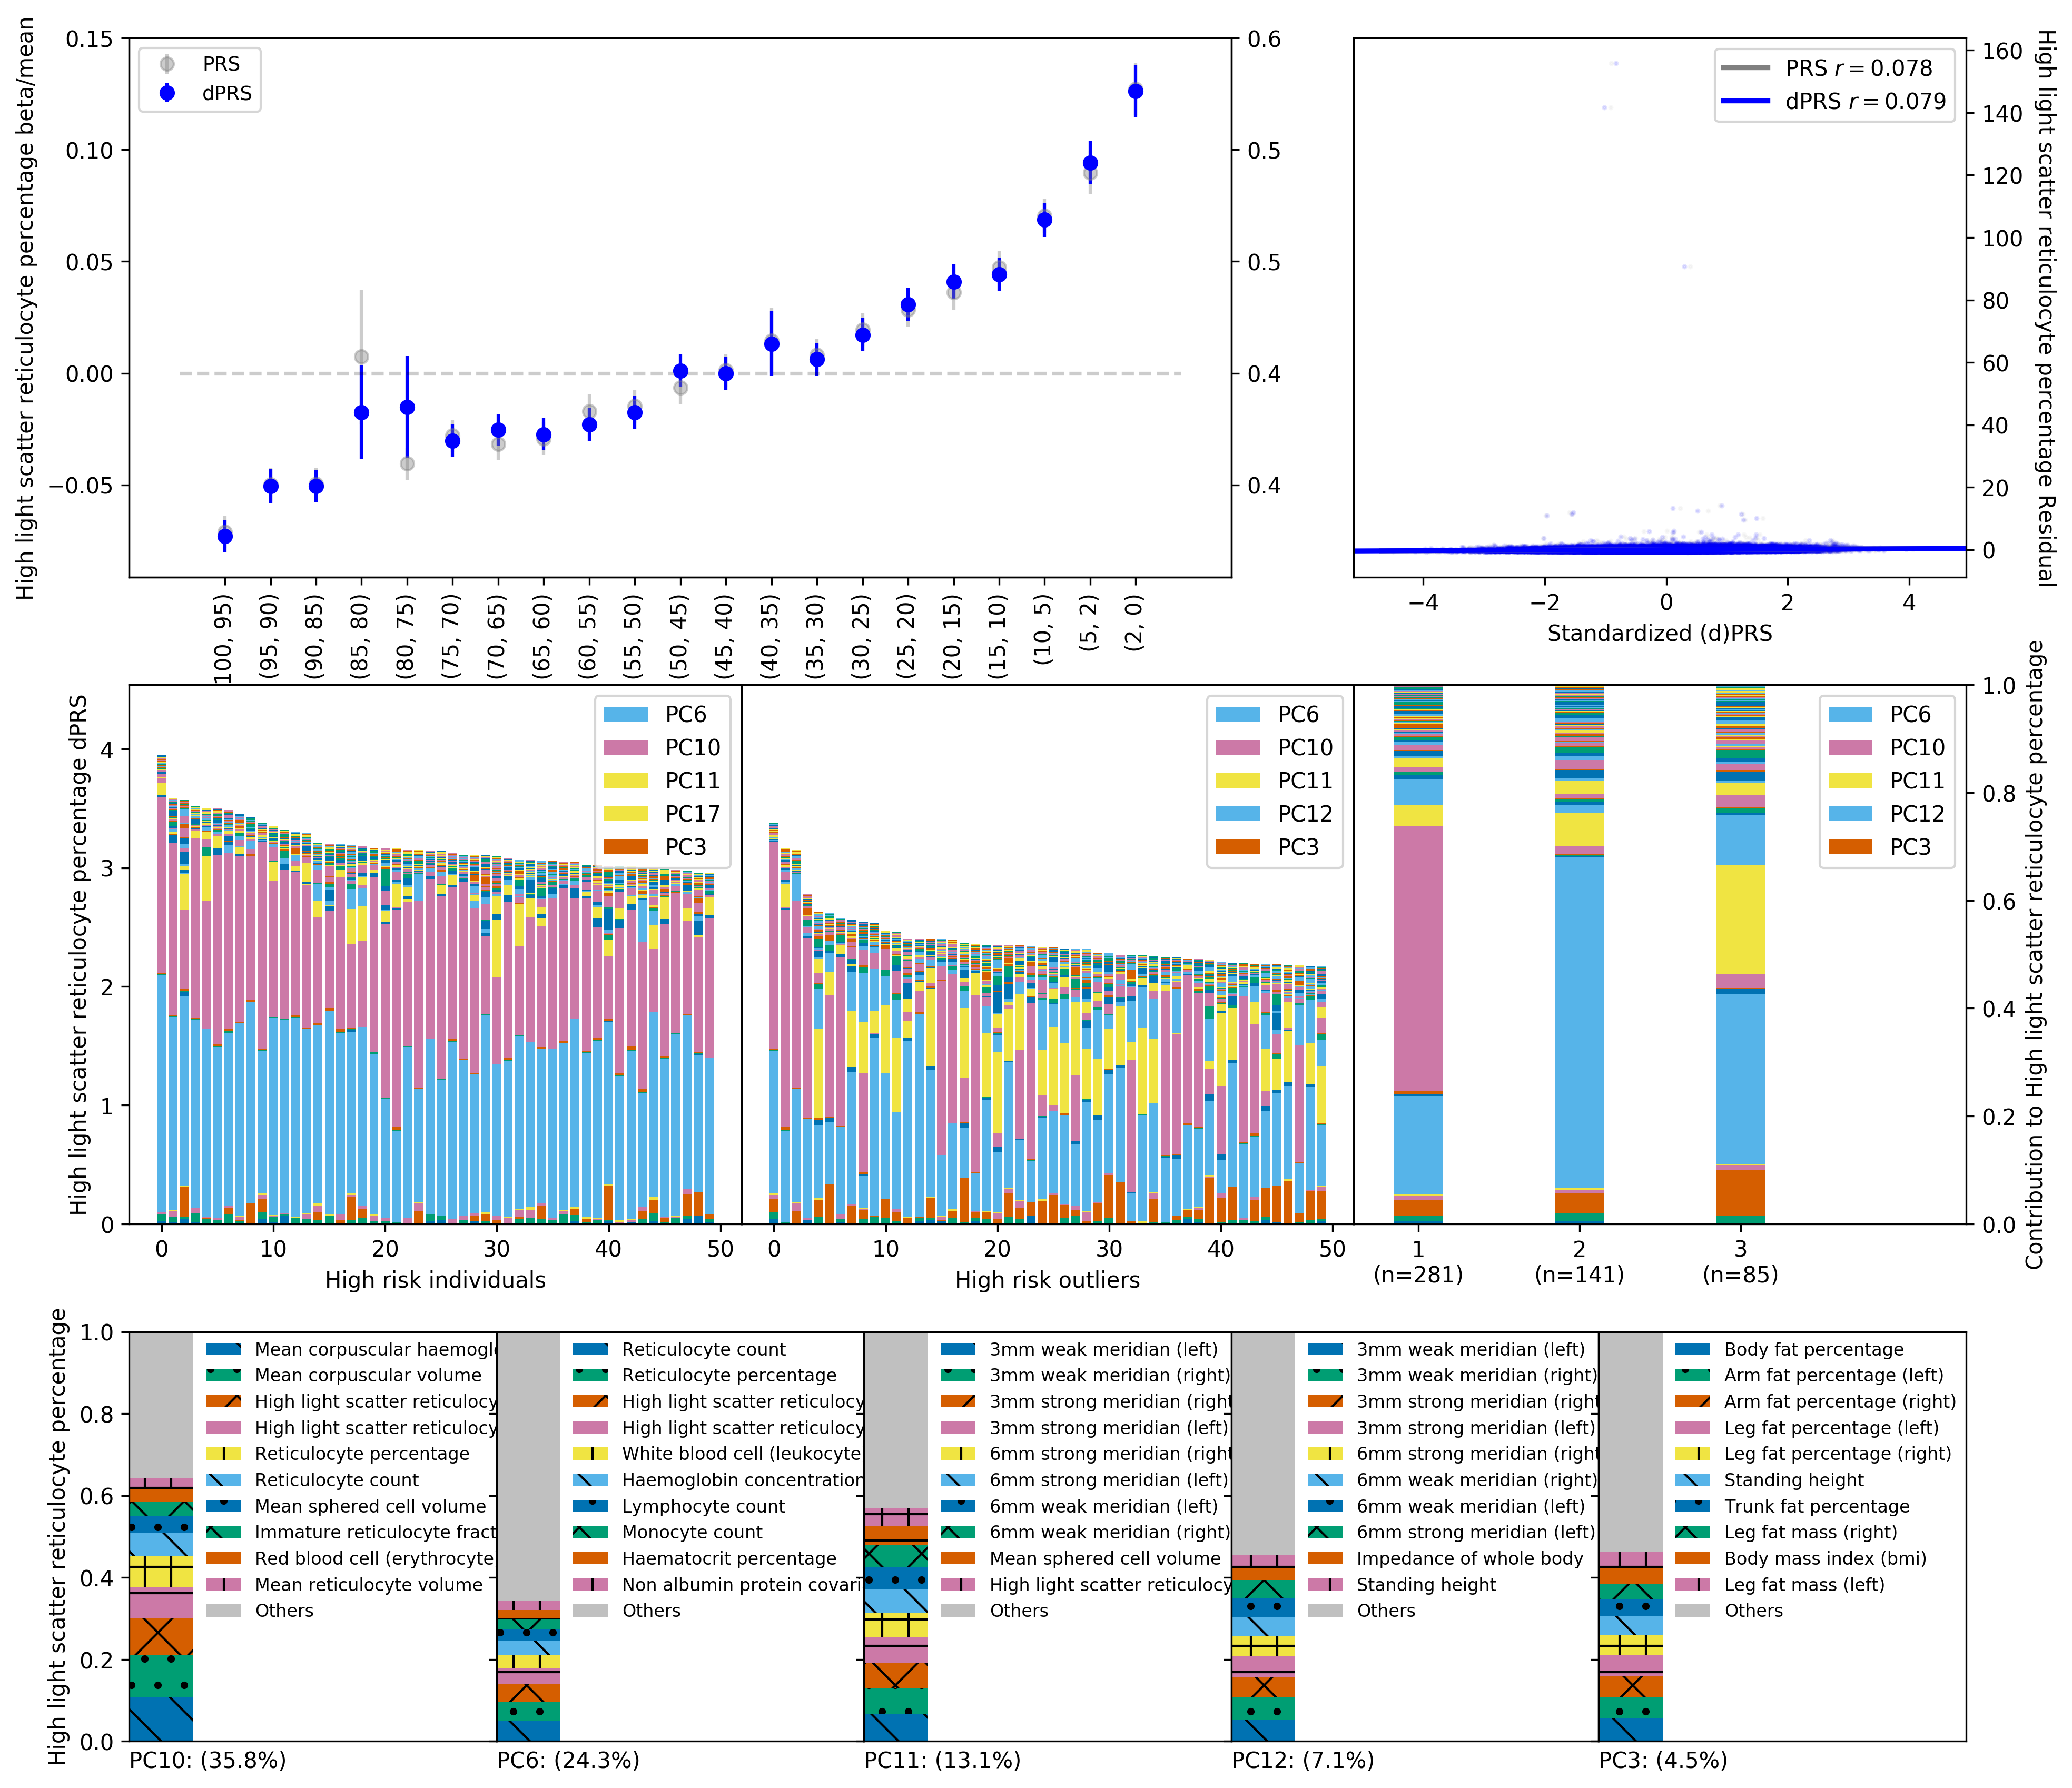 High light scatter reticulocyte percentage beta/mean
0.15
0.10
0.05
0.00
−0.05
PRS
dPRS
0.6
0.5
0.5
0.4
0.4
100, 95)
(95, 90)
(90, 85)
(85, 80)
(80, 75)
(75, 70)
(70, 65)
(65, 60)
(60, 55)
(55, 50)
(50, 45)
(45, 40)
(40, 35)
(35, 30)
(30, 25)
(25, 20)
(20, 15)
(15, 10)
(10, 5)
(5, 2)
(2, 0)
PRS r = 0.078
dPRS r = 0.079
160
140
120
100
80
60
40
20
0
High light scatter reticulocyte percentage Residual
−4
−2
0
2
4
Standardized (d)PRS
High light scatter reticulocyte percentage dPRS
4
3
2
1
0
PC6
PC10
PC11
PC17
PC3
0
10
20
30
40
50
High risk individuals
PC6
PC10
PC11
PC12
PC3
0
10
20
30
40
50
High risk outliers
PC6
PC10
PC11
PC12
PC3
1
(n=281)
2
(n=141)
3
(n=85)
1.0
0.8
0.6
0.4
0.2
0.0
Contribution to High light scatter reticulocyte percentage
High light scatter reticulocyte percentage
1.0
0.8
0.6
0.4
0.2
0.0
Mean corpuscular haemoglo
Mean corpuscular volume
High light scatter reticulocy
High light scatter reticulocy
Reticulocyte percentage
Reticulocyte count
Mean sphered cell volume
Immature reticulocyte fract
Red blood cell (erythrocyte
Mean reticulocyte volume
Others
PC10: (35.8%)
Reticulocyte count
Reticulocyte percentage
High light scatter reticulocy
High light scatter reticulocy
White blood cell (leukocyte
Haemoglobin concentration
Lymphocyte count
Monocyte count
Haematocrit percentage
Non albumin protein covari
Others
PC6: (24.3%)
3mm weak meridian (left)
3mm weak meridian (right)
3mm strong meridian (right
3mm strong meridian (left)
6mm strong meridian (right
6mm strong meridian (left)
6mm weak meridian (left)
6mm weak meridian (right)
Mean sphered cell volume
High light scatter reticulocy
Others
PC11: (13.1%)
3mm weak meridian (left)
3mm weak meridian (right)
3mm strong meridian (right
3mm strong meridian (left)
6mm strong meridian (right
6mm weak meridian (right)
6mm weak meridian (left)
6mm strong meridian (left)
Impedance of whole body
Standing height
Others
PC12: (7.1%)
Body fat percentage
Arm fat percentage (left)
Arm fat percentage (right)
Leg fat percentage (left)
Leg fat percentage (right)
Standing height
Trunk fat percentage
Leg fat mass (right)
Body mass index (bmi)
Leg fat mass (left)
Others
PC3: (4.5%)